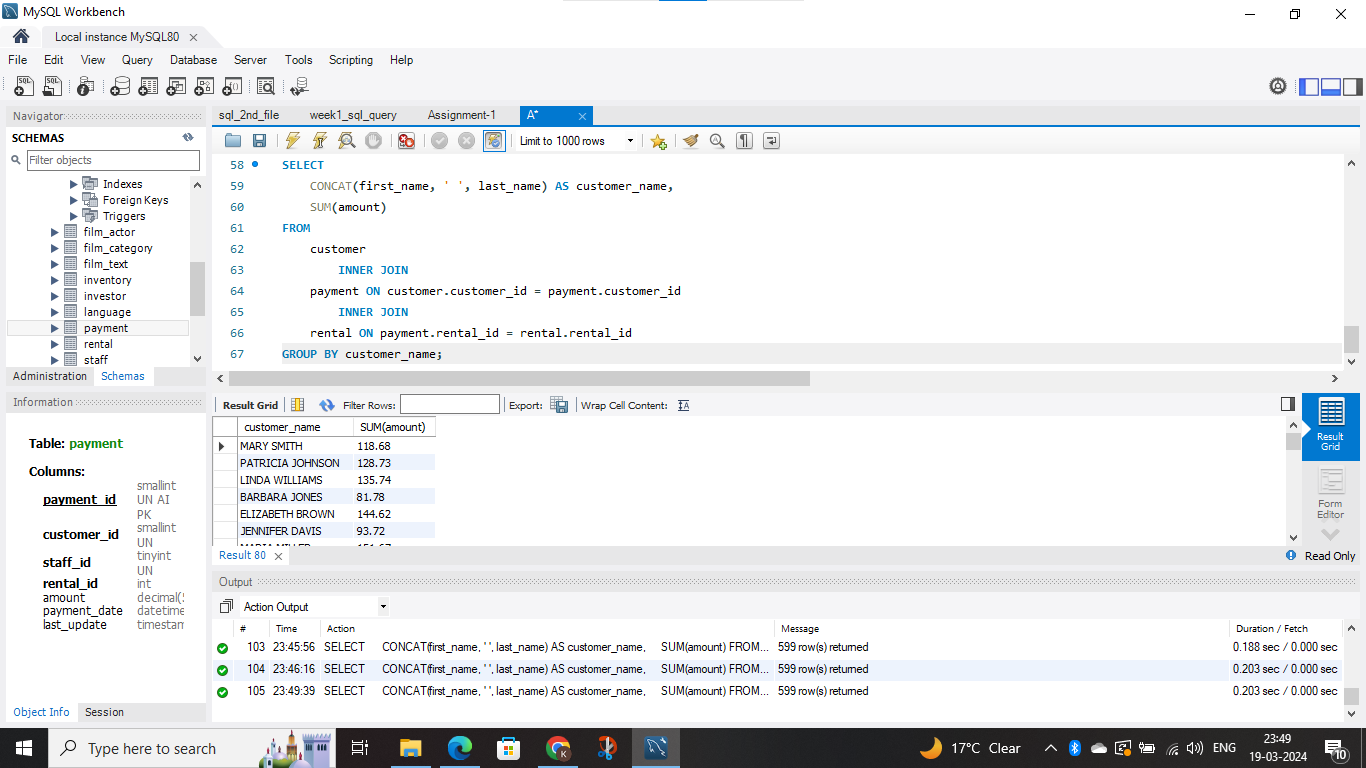 MySQL Workbench
Local instance MySQL80
File Edit View Query Database Server Tools Scripting Help
Navigator
SCHEMAS
Filter objects
Indexes
Foreign Keys
Triggers
film_actor
film_category
film_text
inventory
investor
language
payment
rental
staff
Administration Schemas
Information
Table: payment
Columns:
payment_id smallint UN AI PK
customer_id smallint UN
staff_id tinyint UN
rental_id int
amount
payment_date datetime
last_update
Object Info Session
sql_2nd_file week1_sql_query Assignment-1 A*
Limit to 1000 rows
58 SELECT
59 CONCAT(first_name, ' ', last_name) AS customer_name,
60 SUM(amount)
61 FROM
62 customer
63 INNER JOIN
64 payment ON customer.customer_id = payment.customer_id
65 INNER JOIN
66 rental ON payment.rental_id = rental.rental_id
67 GROUP BY customer_name;
Result Grid Filter Rows: Export: Wrap Cell Content:
customer_name SUM(amount)
MARY SMITH 118.68
PATRICIA JOHNSON 128.73
LINDA WILLIAMS 135.74
BARBARA JONES 81.78
ELIZABETH BROWN 144.62
JENNIFER DAVIS 93.72
Result Grid
Form Editor
Result 80
Read Only
Output
Action Output
# Time Action Message Duration / Fetch
103 23:45:56 SELECT CONCAT(first_name, ' ', last_name) AS customer_name, SUM(amount) FROM... 599 row(s) returned 0.188 sec / 0.000 sec
104 23:46:16 SELECT CONCAT(first_name, ' ', last_name) AS customer_name, SUM(amount) FROM... 599 row(s) returned 0.203 sec / 0.000 sec
105 23:49:39 SELECT CONCAT(first_name, ' ', last_name) AS customer_name, SUM(amount) FROM... 599 row(s) returned 0.203 sec / 0.000 sec
Type here to search
17°C Clear
ENG
23:49
19-03-2024
10